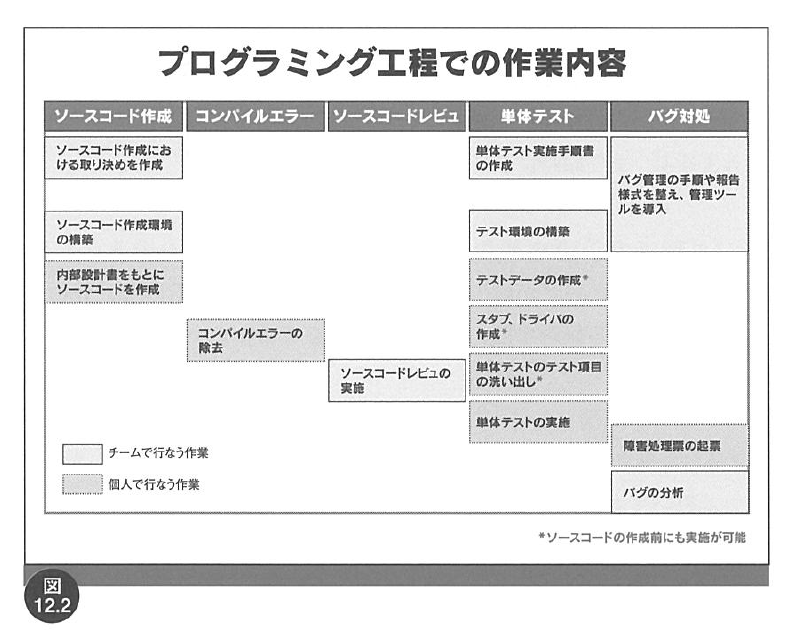 プログラミング工程での作業内容
ソースコード作成
コンパイルエラー
ソースコードレビュ
単体テスト
バグ対処
ソースコード作成にお
ける取り決めを作成
単体テスト実施手順書
の作成
バグ管理の手順や報告
様式を整え、管理ツー
ルを導入
ソースコード作成環境
の構築
テスト環境の構築
内部設計書をもとに
ソースコードを作成
テストデータの作成*
コンパイルエラーの
除去
スタブ、ドライバの
作成*
ソースコードレビュの
実施
単体テストのテスト項目
の洗い出し*
単体テストの実施
障害処理票の起票
バグの分析
チームで行なう作業
個人で行なう作業
*ソースコードの作成前にも実施が可能
図
12.2